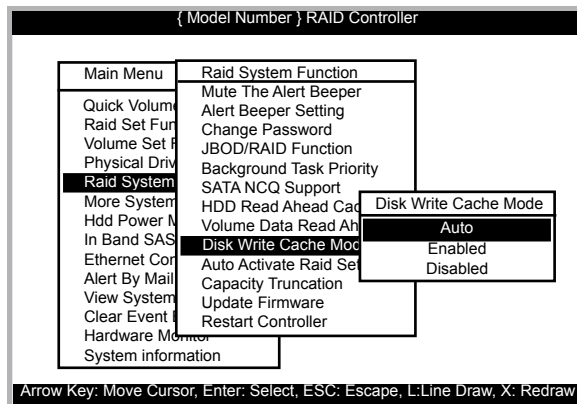 { Model Number } RAID Controller
Main Menu
Quick Volume
Raid Set Fun
Volume Set F
Physical Driv
Raid System
More System
Hdd Power M
In Band SAS
Ethernet Con
Alert By Mail
View System
Clear Event B
Hardware Monitor
System information
Raid System Function
Mute The Alert Beeper
Alert Beeper Setting
Change Password
JBOD/RAID Function
Background Task Priority
SATA NCQ Support
HDD Read Ahead Cac
Volume Data Read Ah
Disk Write Cache Mod
Auto Activate Raid Set
Capacity Truncation
Update Firmware
Restart Controller
Disk Write Cache Mode
Auto
Enabled
Disabled
Arrow Key: Move Cursor, Enter: Select, ESC: Escape, L:Line Draw, X: Redraw